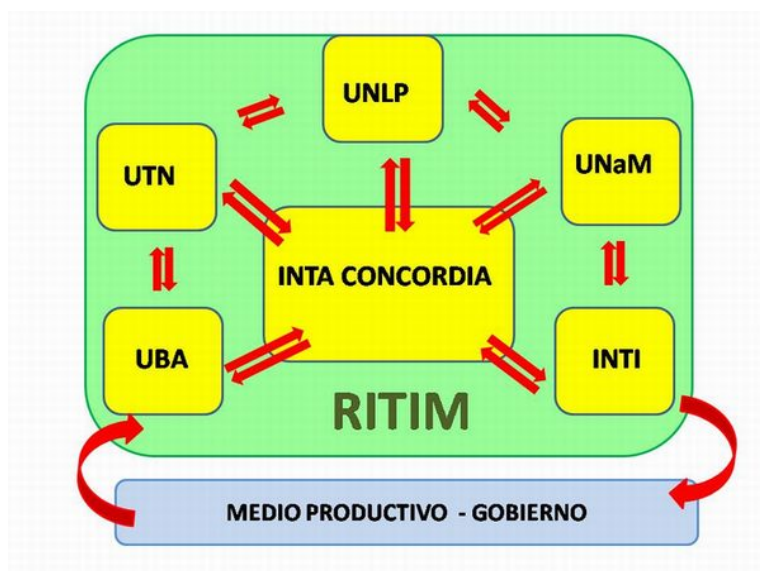 UNLP
UTN
UNaM
INTA CONCORDIA
UBA
INTI
RITIM
MEDIO PRODUCTIVO - GOBIERNO